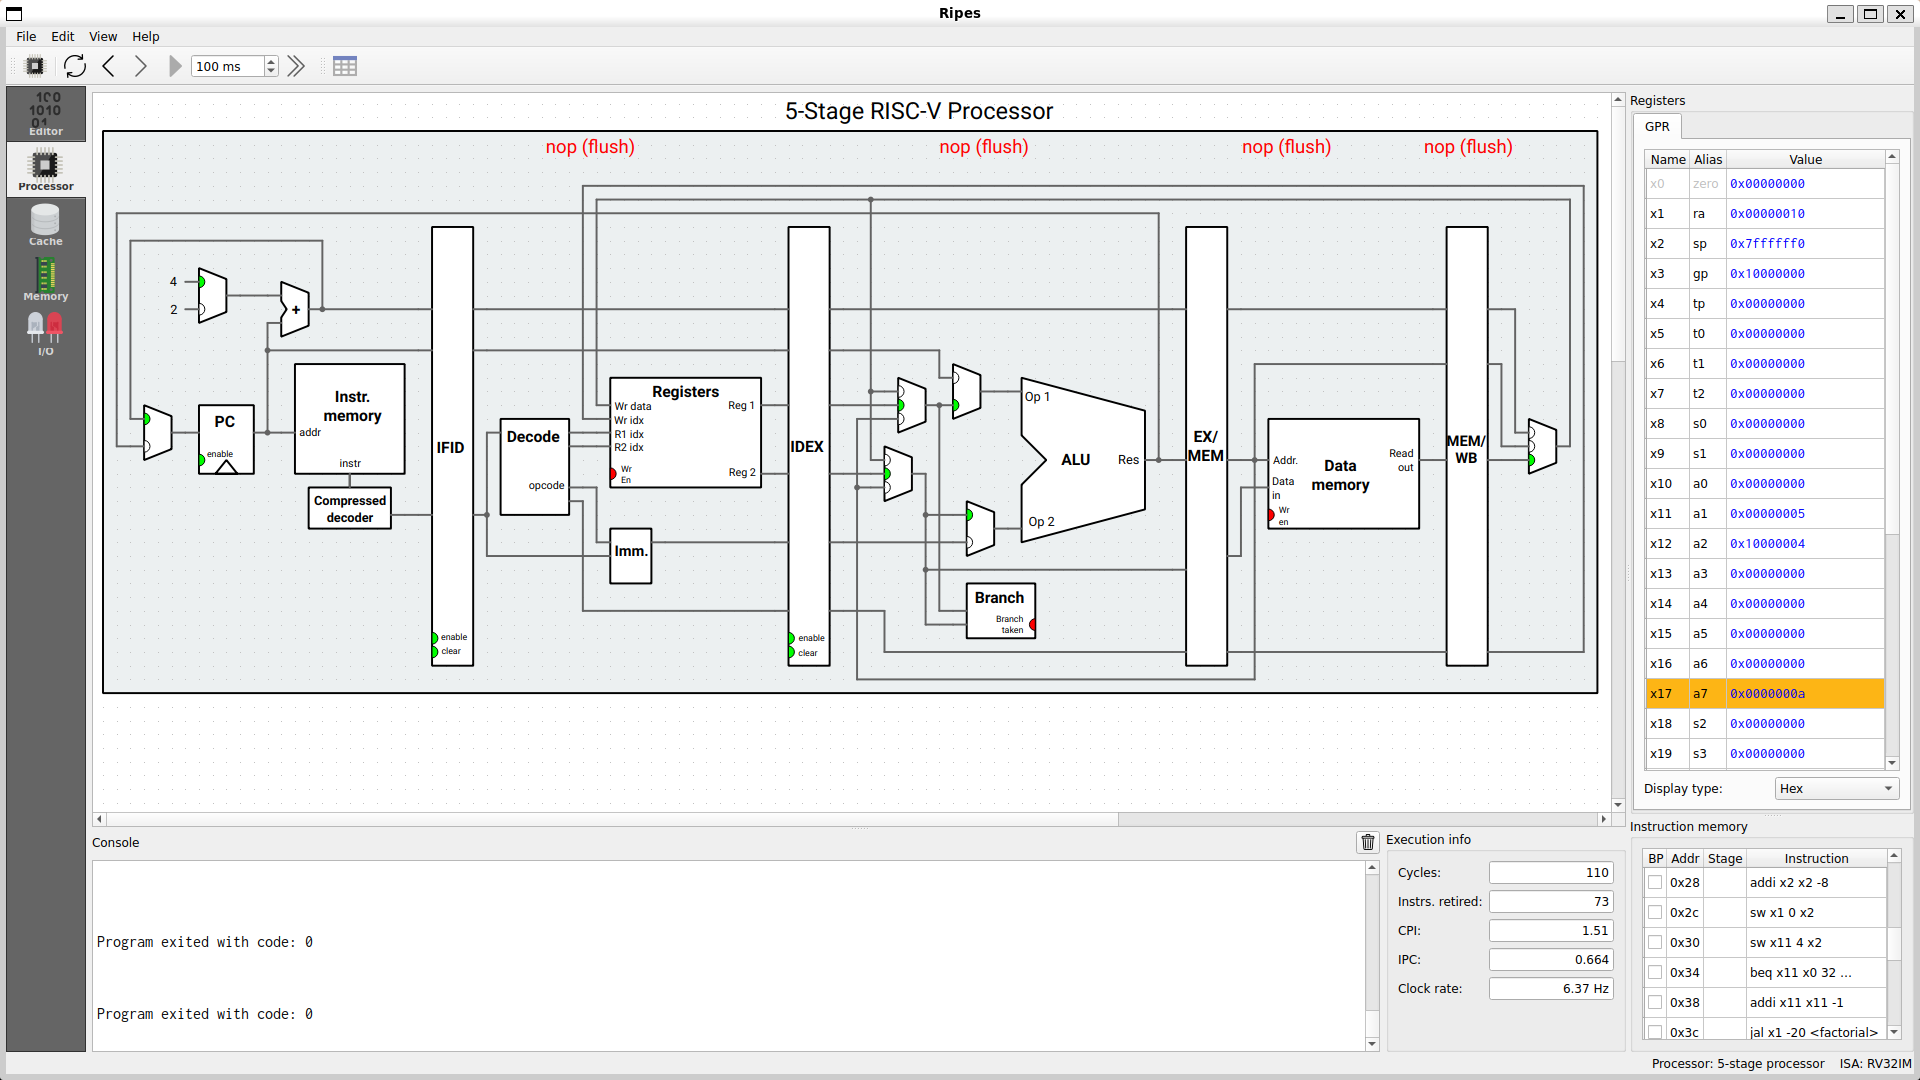 Ripes
File Edit View Help
100 ms
Editor
Processor
Cache
Memory
I/O
5-Stage RISC-V Processor
nop (flush) nop (flush) nop (flush) nop (flush)
4
2
+
PC
enable
Instr.
memory
addr
instr
Compressed
decoder
IFID
enable
clear
Decode
opcode
Registers
Wr data
Wr idx
R1 idx
R2 idx
Wr
En
Reg 1
Reg 2
Imm.
IDEX
enable
clear
Op 1
ALU
Res
Op 2
Branch
Branch
taken
EX/
MEM
Addr.
Data
in
Wr
en
Data
memory
Read
out
MEM/
WB
Registers
GPR
Name Alias Value
x0 zero 0x00000000
x1 ra 0x00000010
x2 sp 0x7ffffff0
x3 gp 0x10000000
x4 tp 0x00000000
x5 t0 0x00000000
x6 t1 0x00000000
x7 t2 0x00000000
x8 s0 0x00000000
x9 s1 0x00000000
x10 a0 0x00000000
x11 a1 0x00000005
x12 a2 0x10000004
x13 a3 0x00000000
x14 a4 0x00000000
x15 a5 0x00000000
x16 a6 0x00000000
x17 a7 0x0000000a
x18 s2 0x00000000
x19 s3 0x00000000
Display type: Hex
Console
Program exited with code: 0
Program exited with code: 0
Execution info
Cycles: 110
Instrs. retired: 73
CPI: 1.51
IPC: 0.664
Clock rate: 6.37 Hz
Instruction memory
BP Addr Stage Instruction
0x28 addi x2 x2 -8
0x2c sw x1 0 x2
0x30 sw x11 4 x2
0x34 beq x11 x0 32 ...
0x38 addi x11 x11 -1
0x3c jal x1 -20 <factorial>
Processor: 5-stage processor ISA: RV32IM